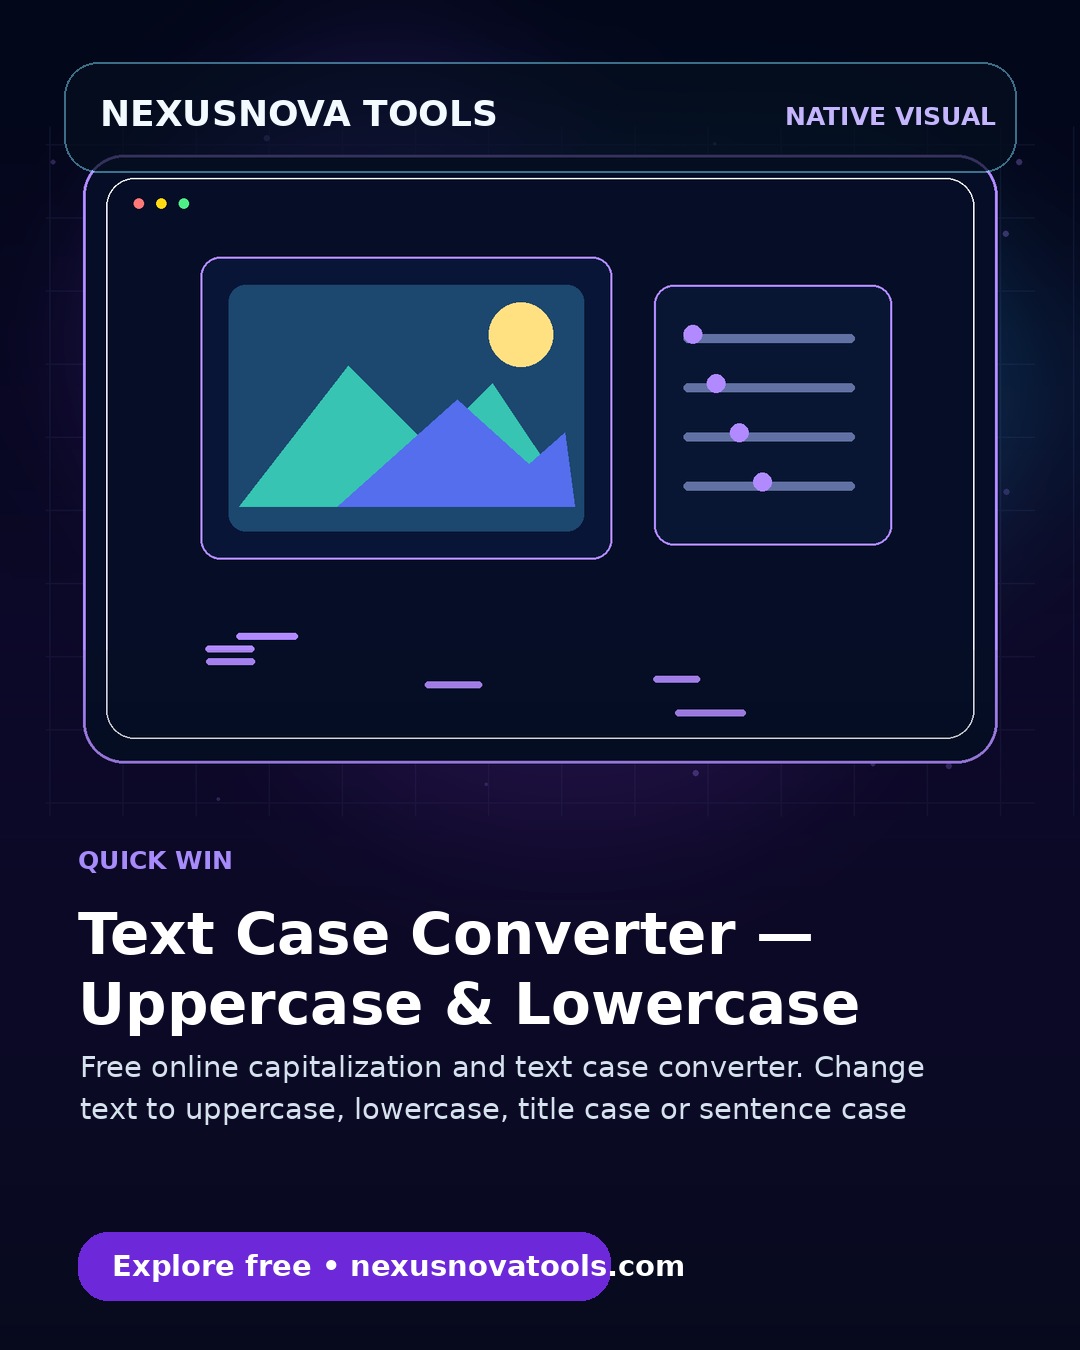 NEXUSNOVA TOOLS
NATIVE VISUAL
QUICK WIN
Text Case Converter —
Uppercase & Lowercase
Free online capitalization and text case converter. Change
text to uppercase, lowercase, title case or sentence case
Explore free • nexusnovatools.com